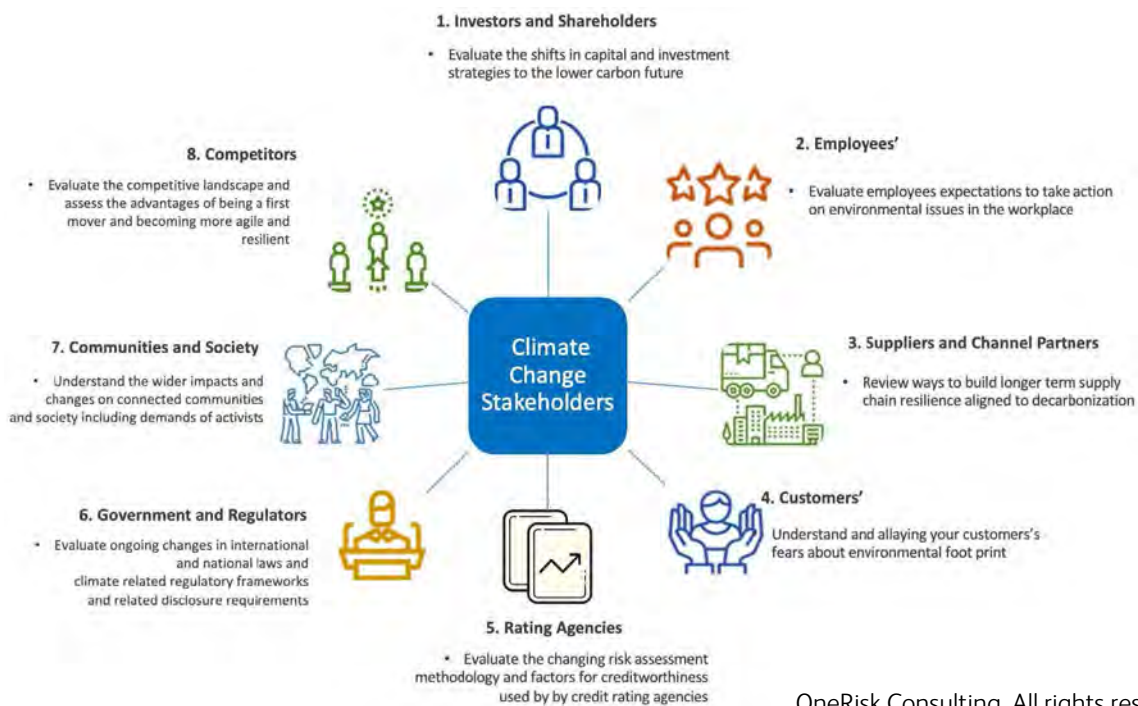 1. Investors and Shareholders
• Evaluate the shifts in capital and investment
strategies to the lower carbon future
2. Employees'
• Evaluate employees expectations to take action
on environmental issues in the workplace
3. Suppliers and Channel Partners
• Review ways to build longer term supply
chain resilience aligned to decarbonization
4. Customers'
Understand and allaying your customers's
fears about environmental foot print
5. Rating Agencies
• Evaluate the changing risk assessment
methodology and factors for creditworthiness
used by by credit rating agencies
6. Government and Regulators
• Evaluate ongoing changes in international
and national laws and
climate related regulatory frameworks
and related disclosure requirements
7. Communities and Society
• Understand the wider impacts and
changes on connected communities
and society including demands of activists
8. Competitors
• Evaluate the competitive landscape and
assess the advantages of being a first
mover and becoming more agile and
resilient
Climate
Change
Stakeholders
OneRisk Consulting. All rights